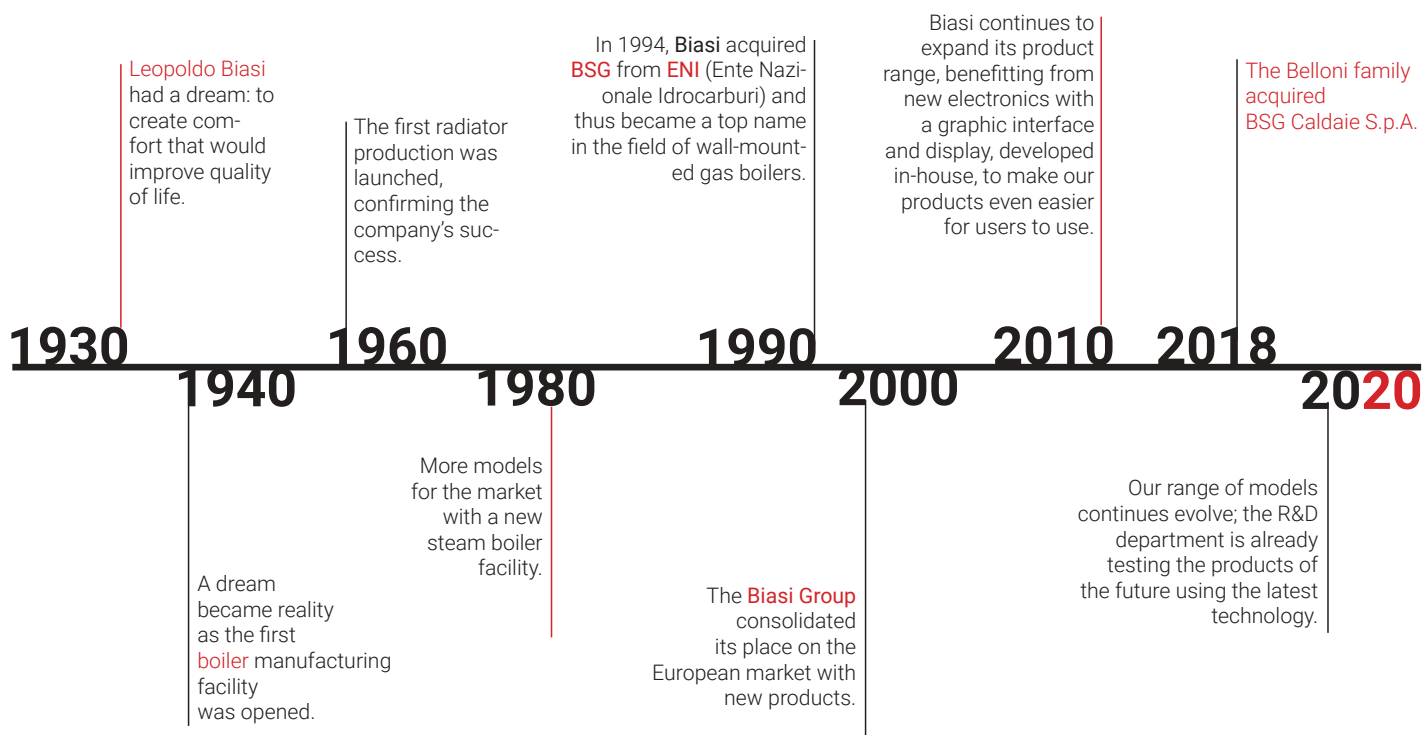 Leopoldo Biasi
had a dream: to
create com-
fort that would
improve quality
of life.
1930
A dream
became reality
as the first
boiler manufacturing
facility
was opened.
1940
The first radiator
production was
launched,
confirming the
company's suc-
cess.
1960
More models
for the market
with a new
steam boiler
facility.
1980
In 1994, Biasi acquired
BSG from ENI (Ente Nazi-
onale Idrocarburi) and
thus became a top name
in the field of wall-mount-
ed gas boilers.
1990
The Biasi Group
consolidated
its place on the
European market with
new products.
2000
Biasi continues to
expand its product
range, benefitting from
new electronics with
a graphic interface
and display, developed
in-house, to make our
products even easier
for users to use.
2010
The Belloni family
acquired
BSG Caldaie S.p.A.
2018
Our range of models
continues evolve; the R&D
department is already
testing the products of
the future using the latest
technology.
2020